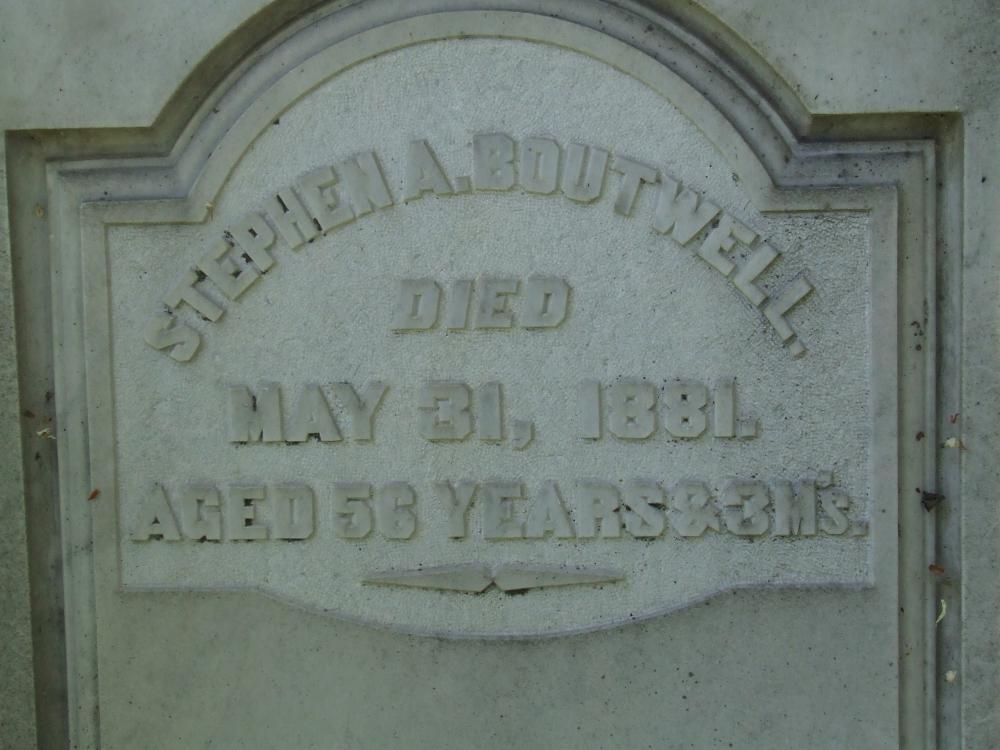 STEPHEN A. BOUTWELL.
DIED
MAY 31, 1881.
AGED 56 YEARS & 3 M's.